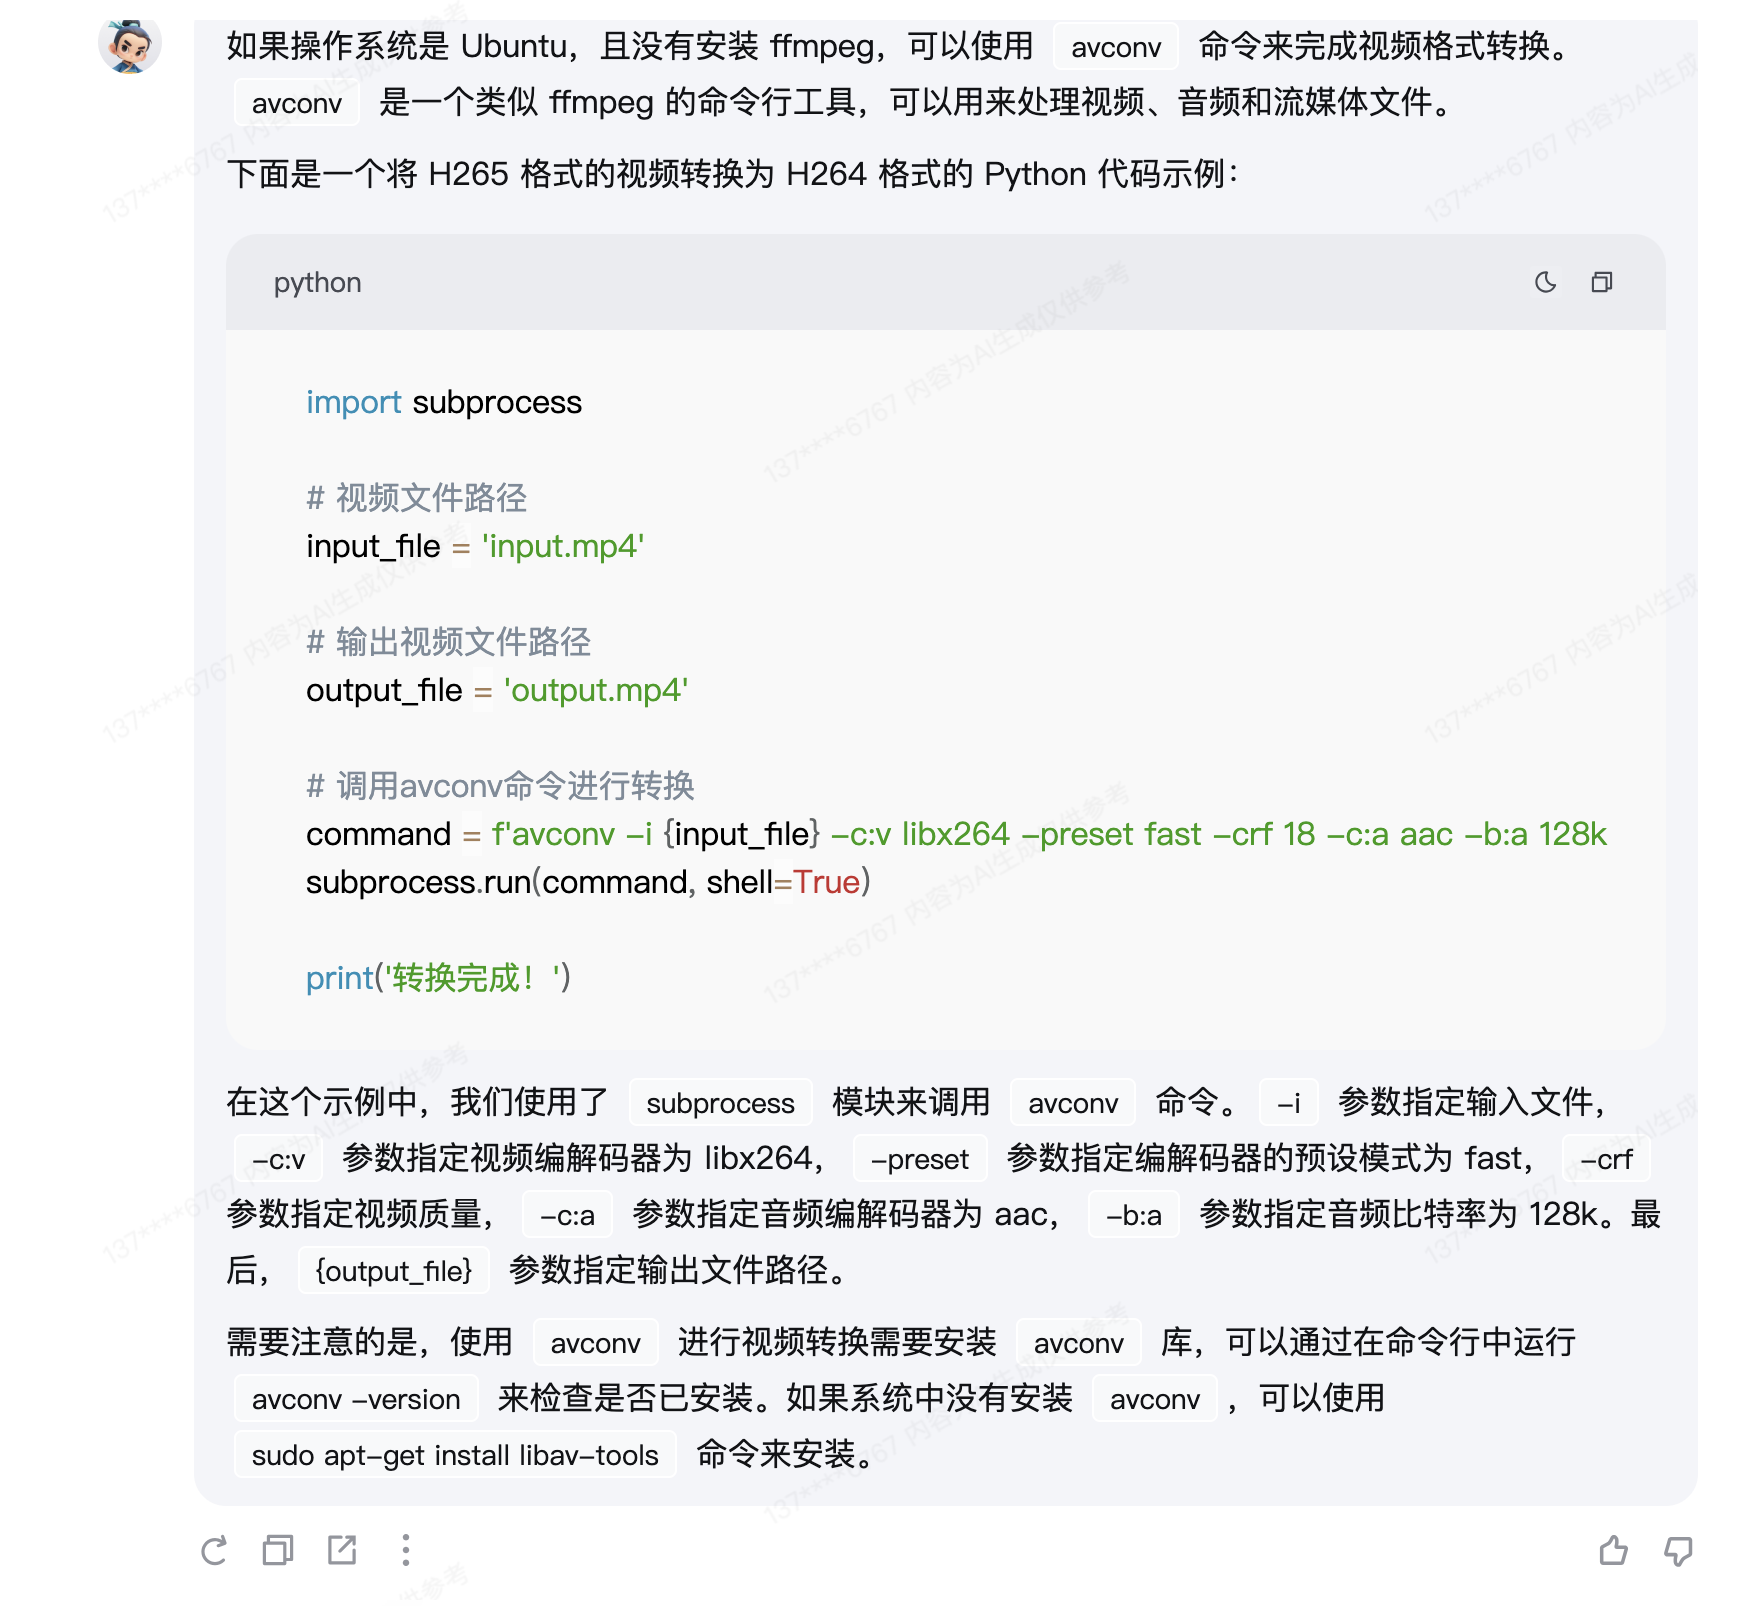 如果操作系统是 Ubuntu，且没有安装 ffmpeg，可以使用 avconv 命令来完成视频格式转换。
avconv 是一个类似 ffmpeg 的命令行工具，可以用来处理视频、音频和流媒体文件。
下面是一个将 H265 格式的视频转换为 H264 格式的 Python 代码示例：
python
import subprocess
# 视频文件路径
input_file = 'input.mp4'
# 输出视频文件路径
output_file = 'output.mp4'
# 调用avconv命令进行转换
command = f'avconv -i {input_file} -c:v libx264 -preset fast -crf 18 -c:a aac -b:a 128k
subprocess.run(command, shell=True)
print('转换完成！')
在这个示例中，我们使用了 subprocess 模块来调用 avconv 命令。 -i 参数指定输入文件，
-c:v 参数指定视频编解码器为 libx264， -preset 参数指定编解码器的预设模式为 fast， -crf
参数指定视频质量， -c:a 参数指定音频编解码器为 aac， -b:a 参数指定音频比特率为 128k。最
后， {output_file} 参数指定输出文件路径。
需要注意的是，使用 avconv 进行视频转换需要安装 avconv 库，可以通过在命令行中运行
avconv -version 来检查是否已安装。如果系统中没有安装 avconv ，可以使用
sudo apt-get install libav-tools 命令来安装。
137****6767 内容为AI生成仅供参考